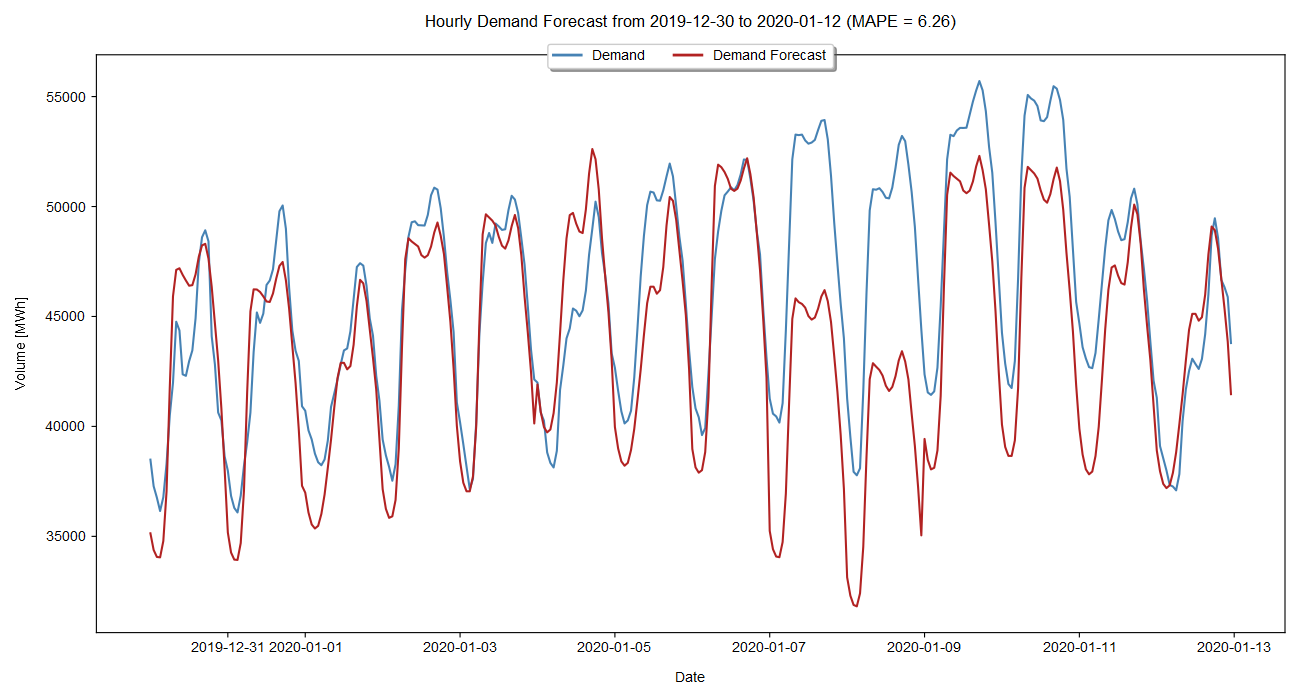 Hourly Demand Forecast from 2019-12-30 to 2020-01-12 (MAPE = 6.26)
Demand Demand Forecast
55000
50000
45000
40000
35000
Volume [MWh]
2019-12-31 2020-01-01 2020-01-03 2020-01-05 2020-01-07 2020-01-09 2020-01-11 2020-01-13
Date